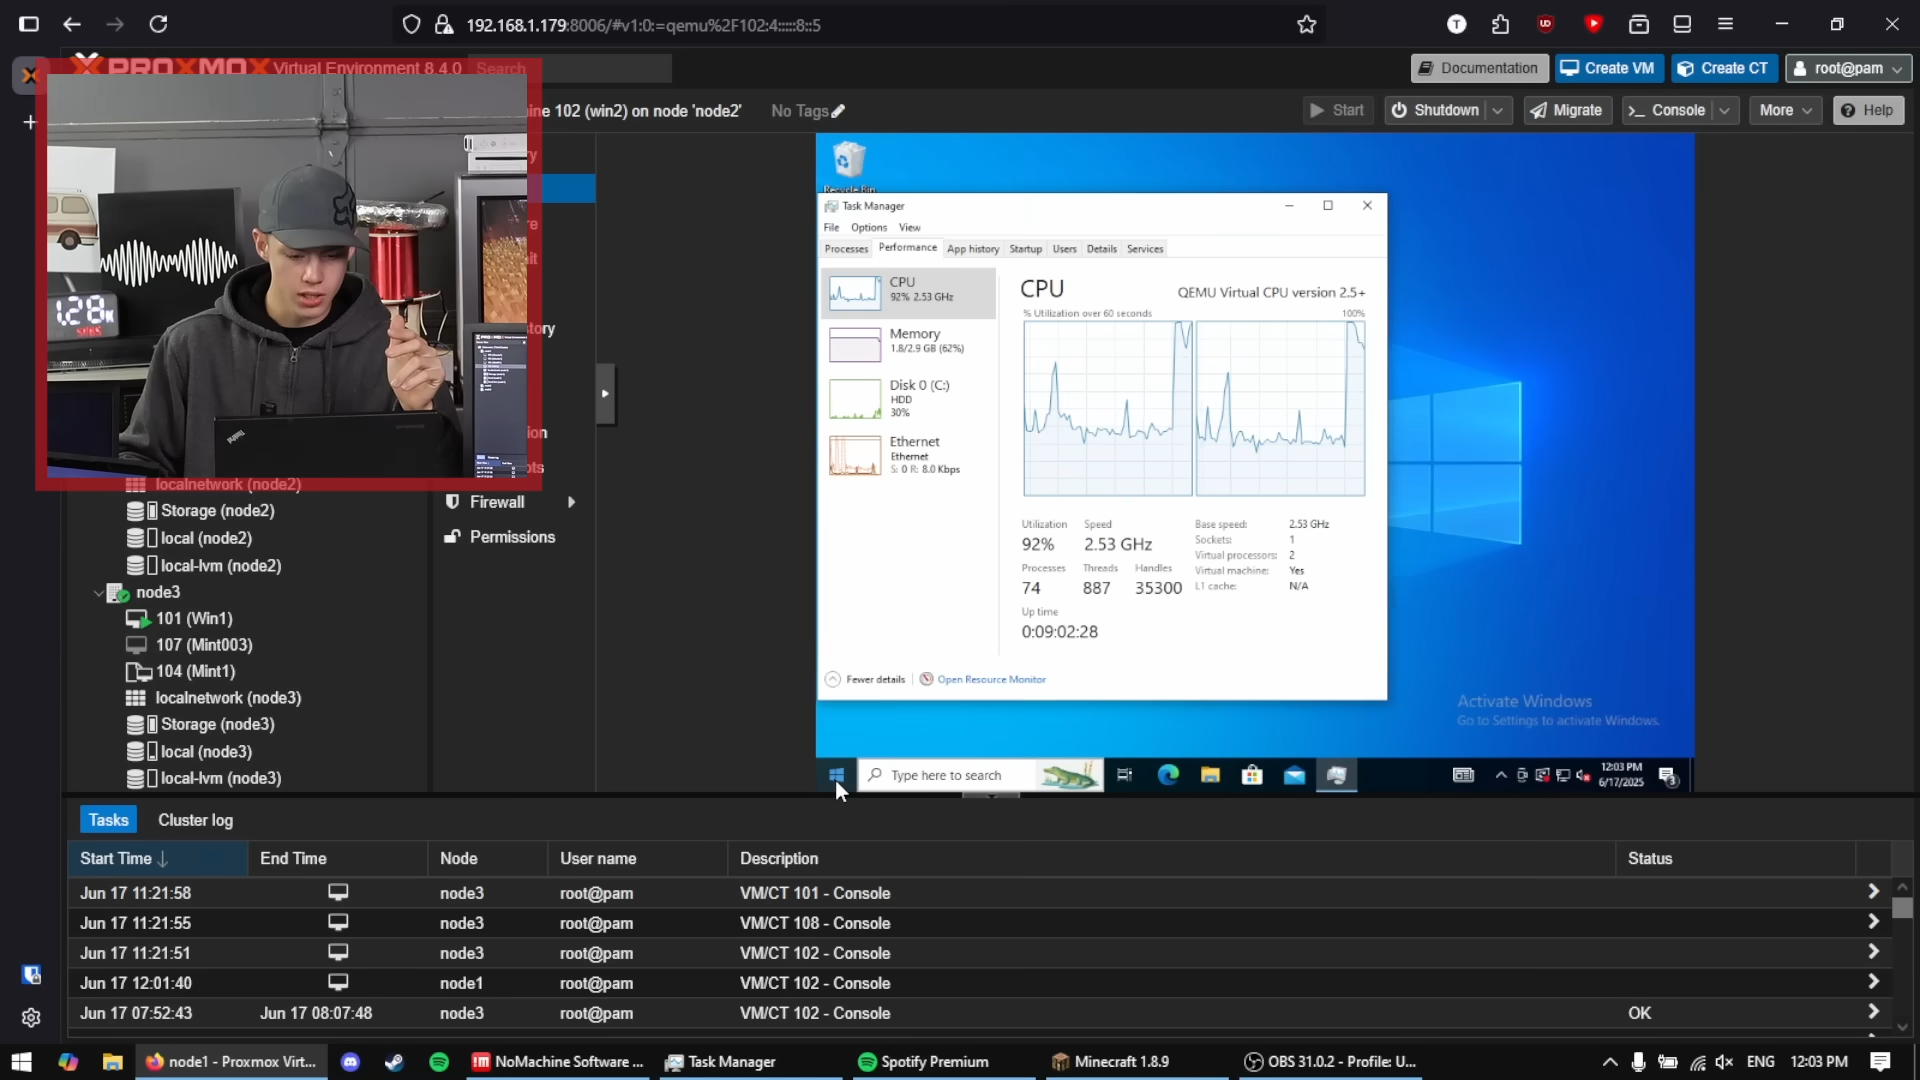 192.168.1.179:8006/#v1:0:=qemu%2F102:4:::::8::5
PROXMOX Virtual Environment 8.4.0 Search
Documentation
Create VM
Create CT
root@pam
ine 102 (win2) on node 'node2'
No Tags
Start
Shutdown
Migrate
Console
More
Help
1.28K
SUBS
Firewall
Permissions
localnetwork (node2)
Storage (node2)
local (node2)
local-lvm (node2)
node3
101 (Win1)
107 (Mint003)
104 (Mint1)
localnetwork (node3)
Storage (node3)
local (node3)
local-lvm (node3)
Recycle Bin
Task Manager
File Options View
Processes Performance App history Startup Users Details Services
CPU
92% 2.53 GHz
Memory
1.8/2.9 GB (62%)
Disk 0 (C:)
HDD
30%
Ethernet
Ethernet
S: 0 R: 8.0 Kbps
CPU
QEMU Virtual CPU version 2.5+
% Utilization over 60 seconds 100%
Utilization Speed
92% 2.53 GHz
Processes Threads Handles
74 887 35300
Up time
0:09:02:28
Base speed: 2.53 GHz
Sockets: 1
Virtual processors: 2
Virtual machine: Yes
L1 cache: N/A
Fewer details Open Resource Monitor
Activate Windows
Go to Settings to activate Windows.
Type here to search
12:03 PM
6/17/2025
3
Tasks Cluster log
Start Time End Time Node User name Description Status
Jun 17 11:21:58 node3 root@pam VM/CT 101 - Console
Jun 17 11:21:55 node3 root@pam VM/CT 108 - Console
Jun 17 11:21:51 node3 root@pam VM/CT 102 - Console
Jun 17 12:01:40 node1 root@pam VM/CT 102 - Console
Jun 17 07:52:43 Jun 17 08:07:48 node3 root@pam VM/CT 102 - Console OK
node1 - Proxmox Virt...
NoMachine Software ...
Task Manager
Spotify Premium
Minecraft 1.8.9
OBS 31.0.2 - Profile: U...
ENG
12:03 PM